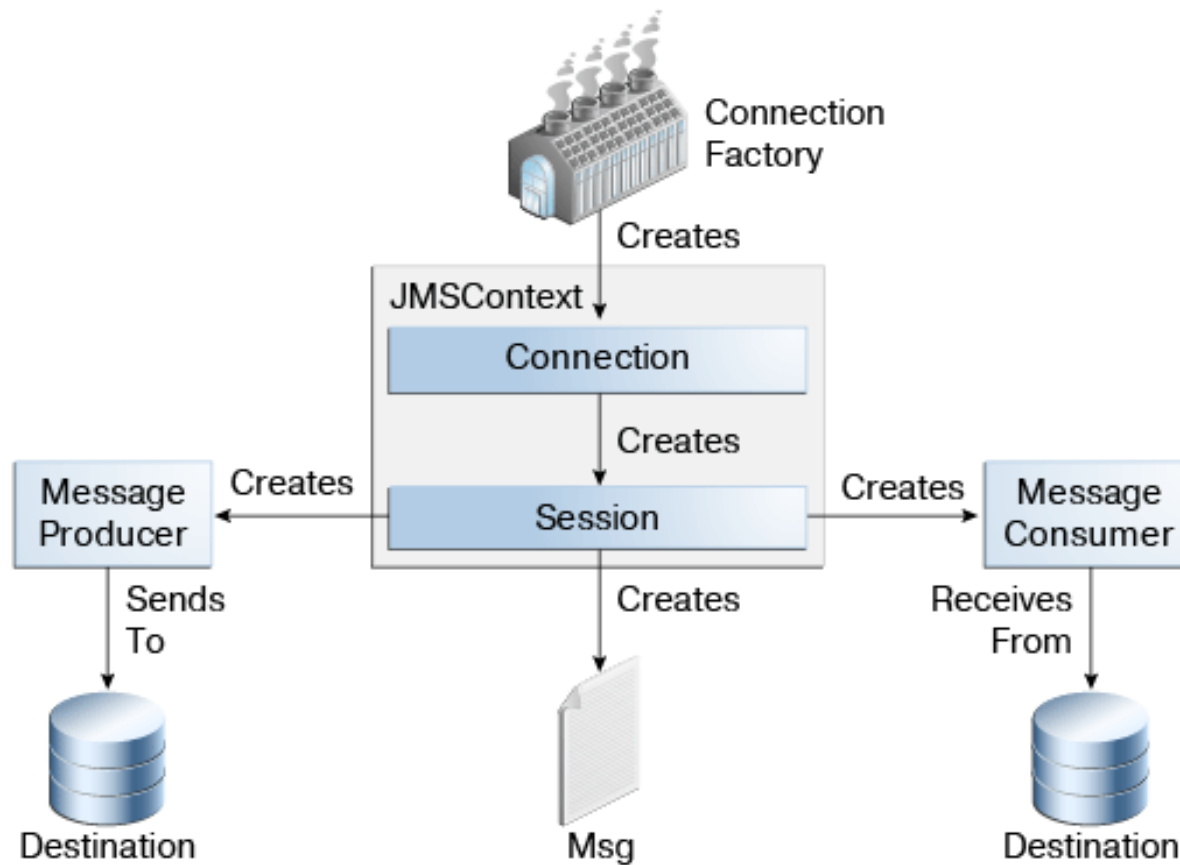 Connection
Factory
Creates
JMSContext
Connection
Creates
Message
Producer
Creates
Session
Creates
Message
Consumer
Sends
To
Creates
Receives
From
Destination
Msg
Destination